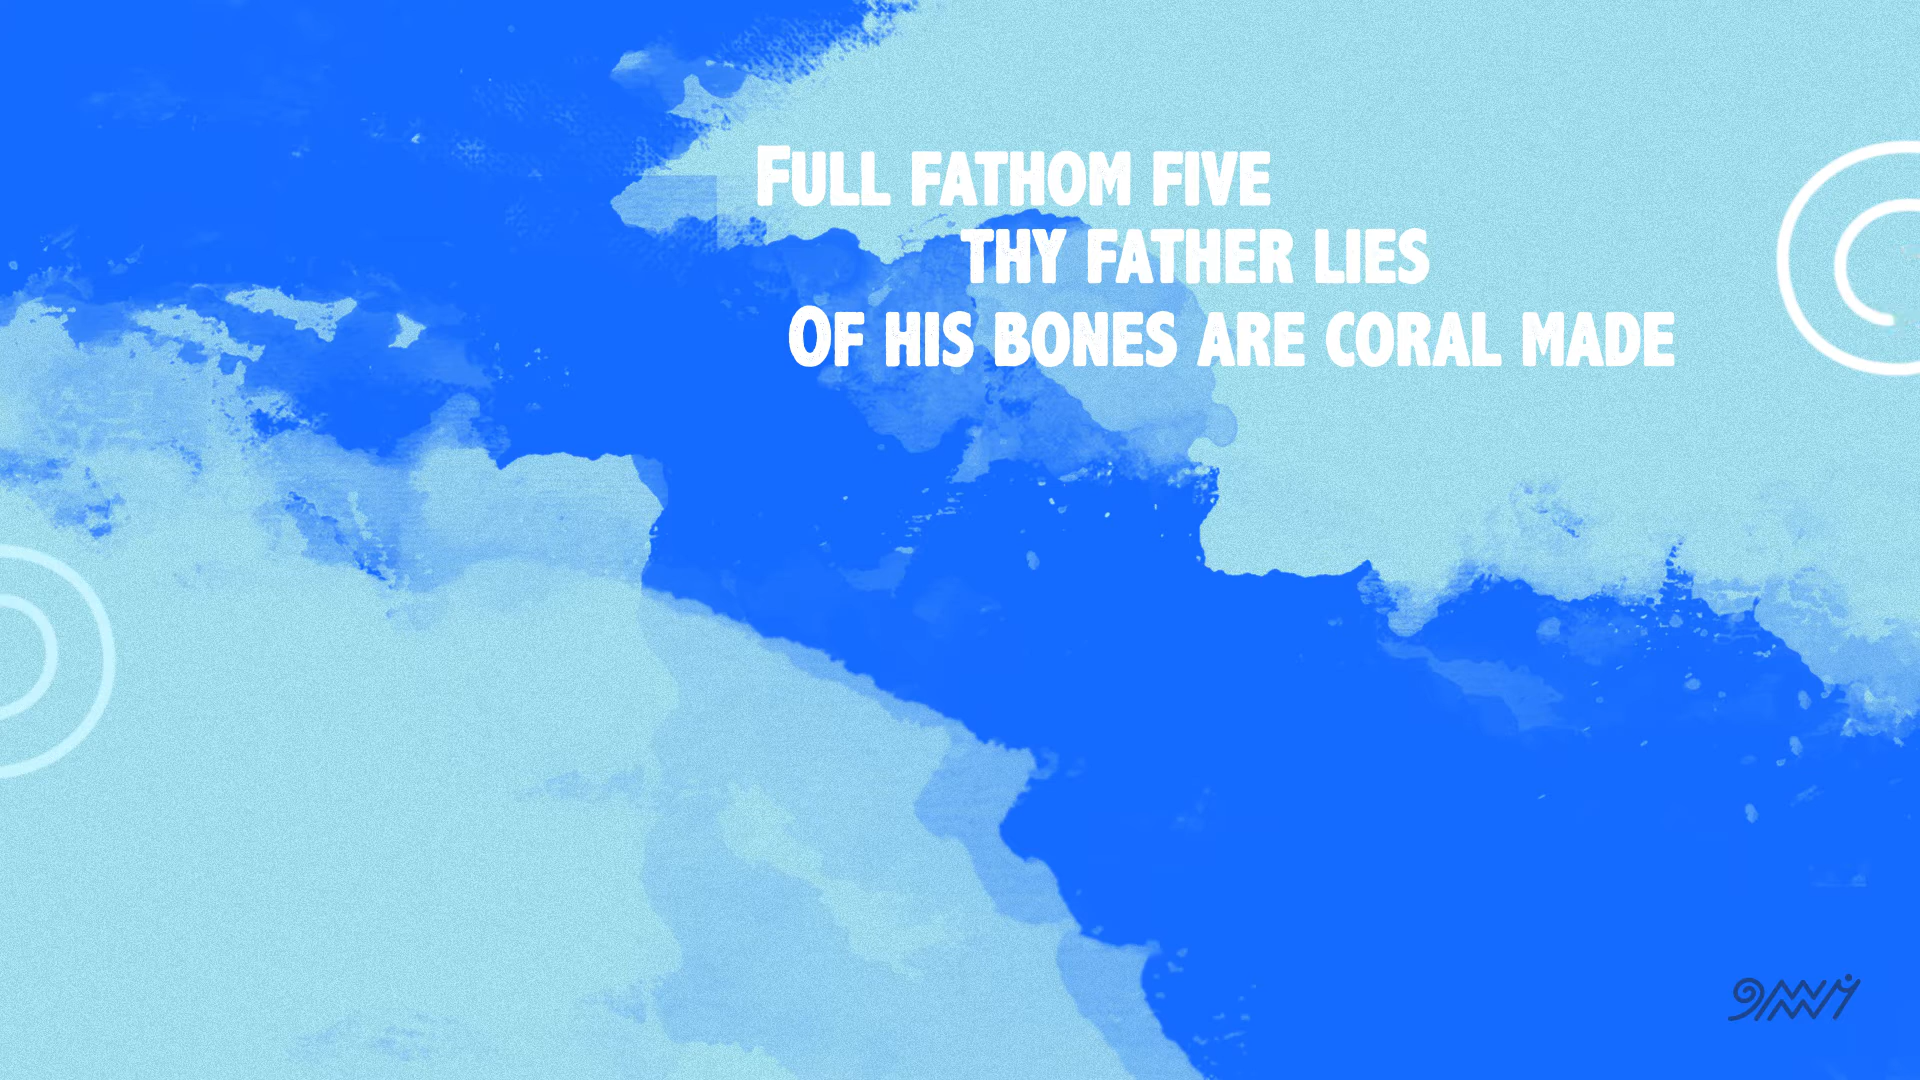 Full fathom five
thy father lies
Of his bones are coral made